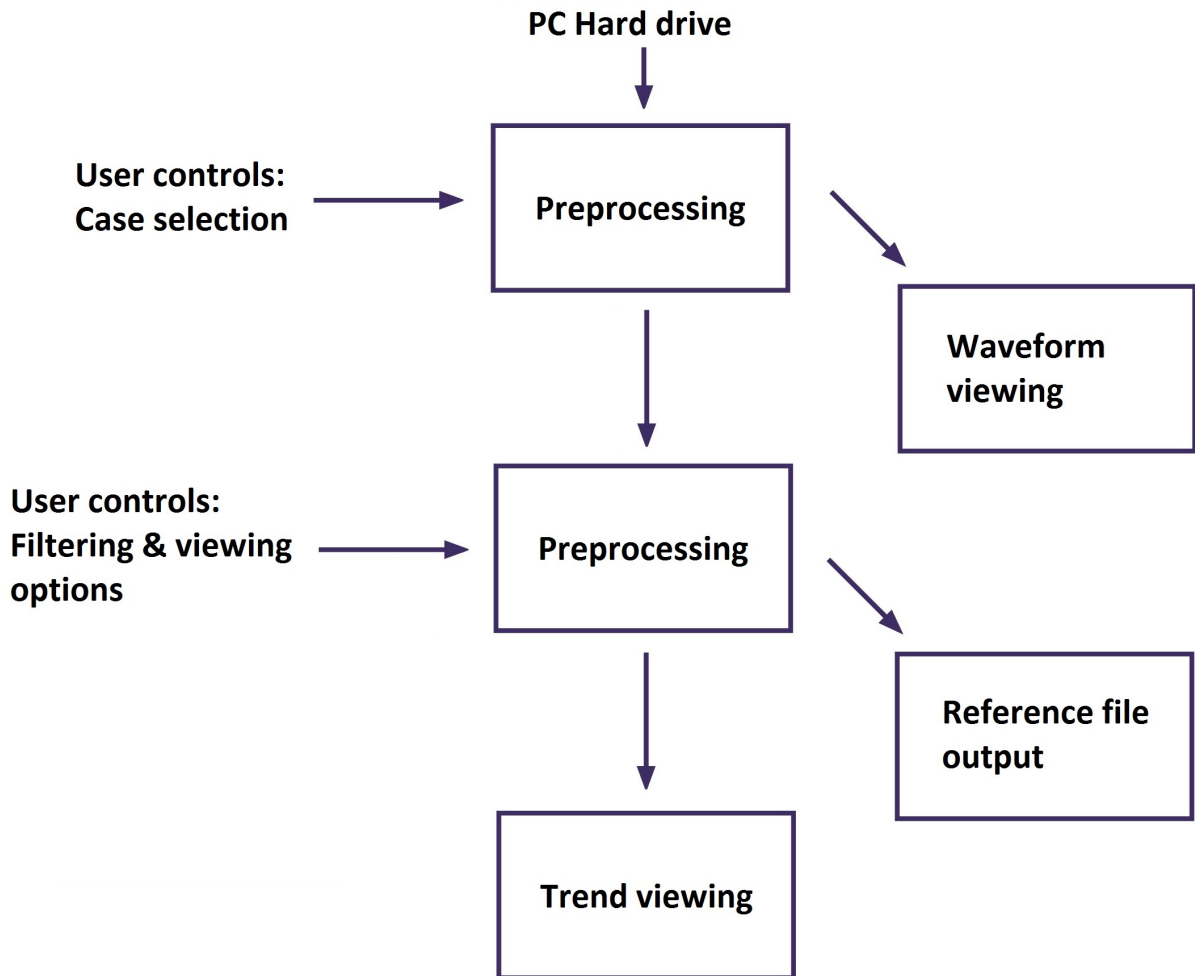 PC Hard drive
User controls:
Case selection
Preprocessing
Waveform
viewing
User controls:
Filtering & viewing
options
Preprocessing
Reference file
output
Trend viewing